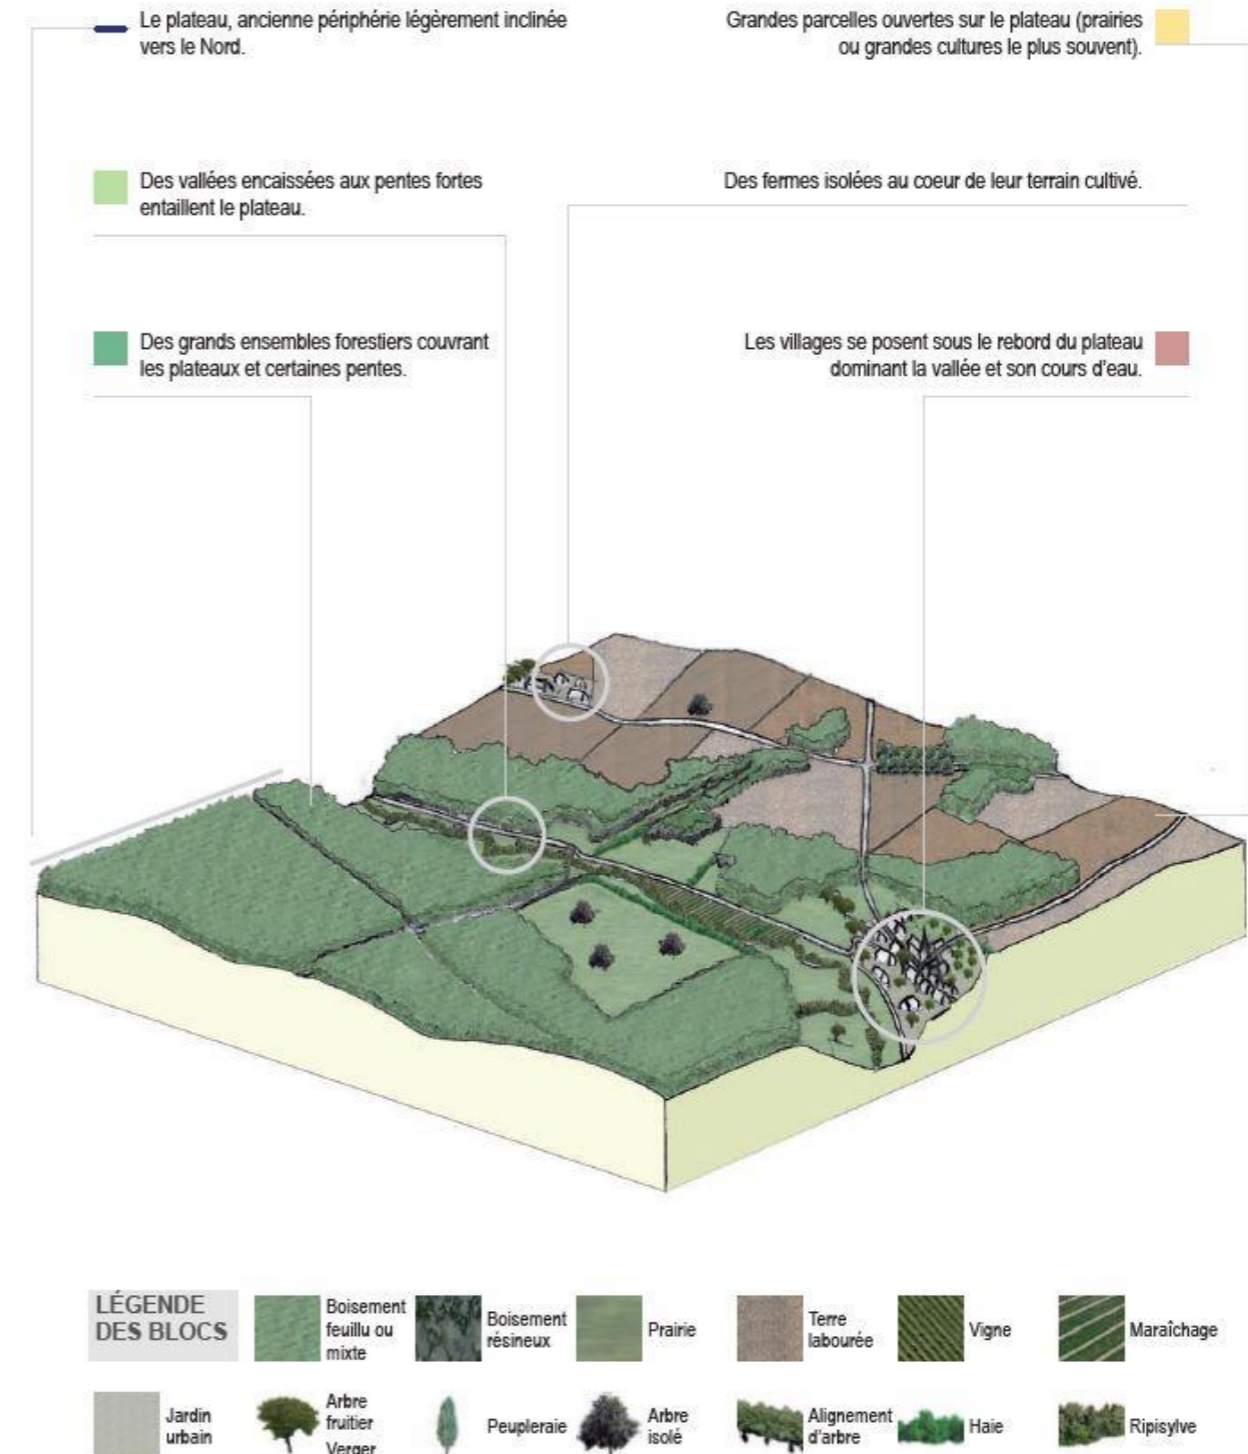 Le plateau, ancienne périphérie légèrement inclinée
vers le Nord.
Grandes parcelles ouvertes sur le plateau (prairies
ou grandes cultures le plus souvent).
Des vallées encaissées aux pentes fortes
entaillent le plateau.
Des fermes isolées au coeur de leur terrain cultivé.
Des grands ensembles forestiers couvrant
les plateaux et certaines pentes.
Les villages se posent sous le rebord du plateau
dominant la vallée et son cours d'eau.
LÉGENDE
DES BLOCS
Boisement
feuillu ou
mixte
Boisement
résineux
Prairie
Terre
labourée
Vigne
Maraîchage
Jardin
urbain
Arbre
fruitier
Verger
Peupleraie
Arbre
isolé
Alignement
d'arbre
Haie
Ripisylve